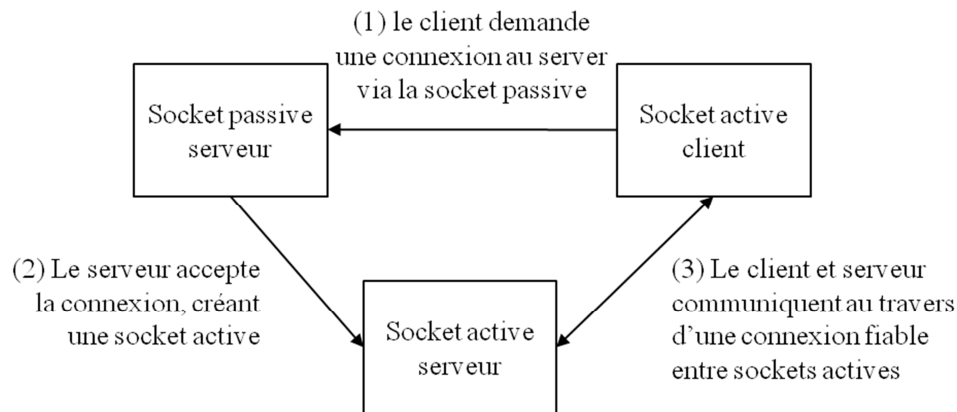 (1) le client demande
une connexion au server
via la socket passive
Socket passive
serveur
Socket active
client
(2) Le serveur accepte
la connexion, créant
une socket active
(3) Le client et serveur
communiquent au travers
d'une connexion fiable
entre sockets actives
Socket active
serveur